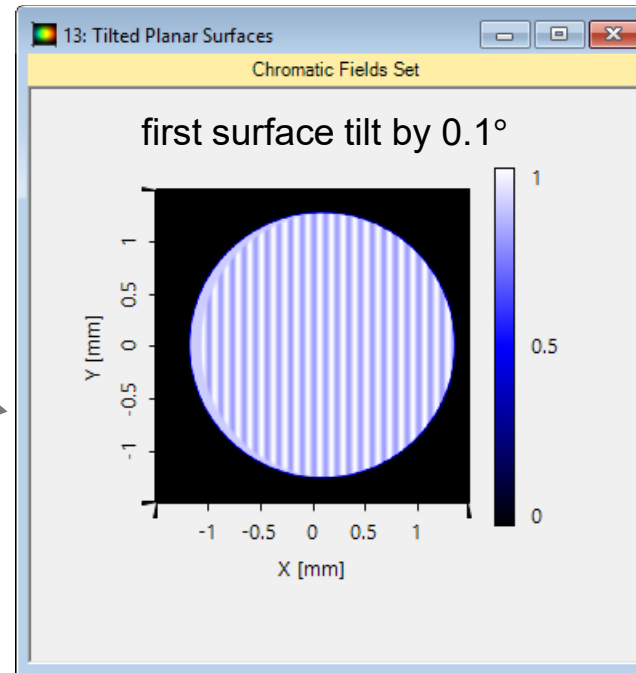 13: Tilted Planar Surfaces
Chromatic Fields Set
first surface tilt by 0.1°
1
0.5
0
Y [mm]
1
0.5
0
-0.5
-1
-1 -0.5 0 0.5 1
X [mm]